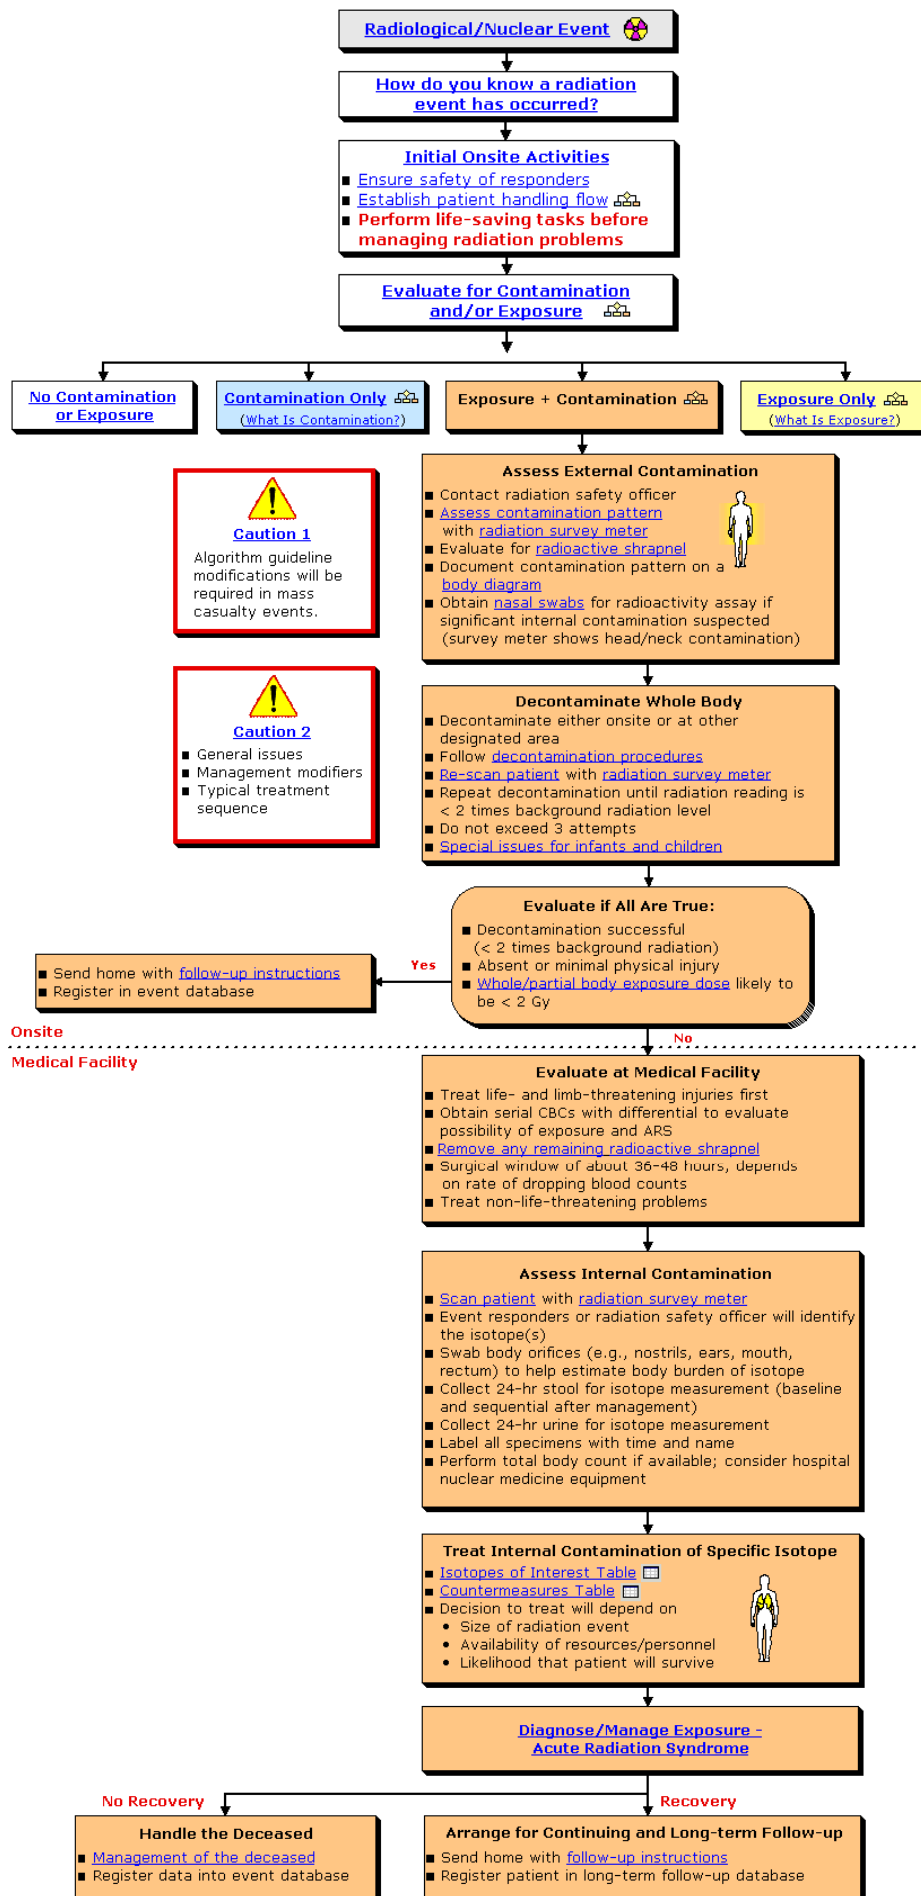 Radiological/Nuclear Event
How do you know a radiation
event has occurred?
Initial Onsite Activities
■ Ensure safety of responders
■ Establish patient handling flow
■ Perform life-saving tasks before
managing radiation problems
Evaluate for Contamination
and/or Exposure
No Contamination
or Exposure
Contamination Only
(What Is Contamination?)
Exposure + Contamination
Exposure Only
(What Is Exposure?)
Assess External Contamination
■ Contact radiation safety officer
■ Assess contamination pattern
with radiation survey meter
■ Evaluate for radioactive shrapnel
■ Document contamination pattern on a
body diagram
■ Obtain nasal swabs for radioactivity assay if
significant internal contamination suspected
(survey meter shows head/neck contamination)
Caution 1
Algorithm guideline
modifications will be
required in mass
casualty events.
Caution 2
■ General issues
■ Management modifiers
■ Typical treatment
sequence
Decontaminate Whole Body
■ Decontaminate either onsite or at other
designated area
■ Follow decontamination procedures
■ Re-scan patient with radiation survey meter
■ Repeat decontamination until radiation reading is
< 2 times background radiation level
■ Do not exceed 3 attempts
■ Special issues for infants and children
Evaluate if All Are True:
■ Decontamination successful
(< 2 times background radiation)
■ Absent or minimal physical injury
■ Whole/partial body exposure dose likely to
be < 2 Gy
Yes
■ Send home with follow-up instructions
■ Register in event database
No
Onsite
Medical Facility
Evaluate at Medical Facility
■ Treat life- and limb-threatening injuries first
■ Obtain serial CBCs with differential to evaluate
possibility of exposure and ARS
■ Remove any remaining radioactive shrapnel
■ Surgical window of about 36-48 hours, depends
on rate of dropping blood counts
■ Treat non-life-threatening problems
Assess Internal Contamination
■ Scan patient with radiation survey meter
■ Event responders or radiation safety officer will identify
the isotope(s)
■ Swab body orifices (e.g., nostrils, ears, mouth,
rectum) to help estimate body burden of isotope
■ Collect 24-hr stool for isotope measurement (baseline
and sequential after management)
■ Collect 24-hr urine for isotope measurement
■ Label all specimens with time and name
■ Perform total body count if available; consider hospital
nuclear medicine equipment
Treat Internal Contamination of Specific Isotope
■ Isotopes of Interest Table
■ Countermeasures Table
■ Decision to treat will depend on
• Size of radiation event
• Availability of resources/personnel
• Likelihood that patient will survive
Diagnose/Manage Exposure -
Acute Radiation Syndrome
No Recovery
Recovery
Handle the Deceased
■ Management of the deceased
■ Register data into event database
Arrange for Continuing and Long-term Follow-up
■ Send home with follow-up instructions
■ Register patient in long-term follow-up database